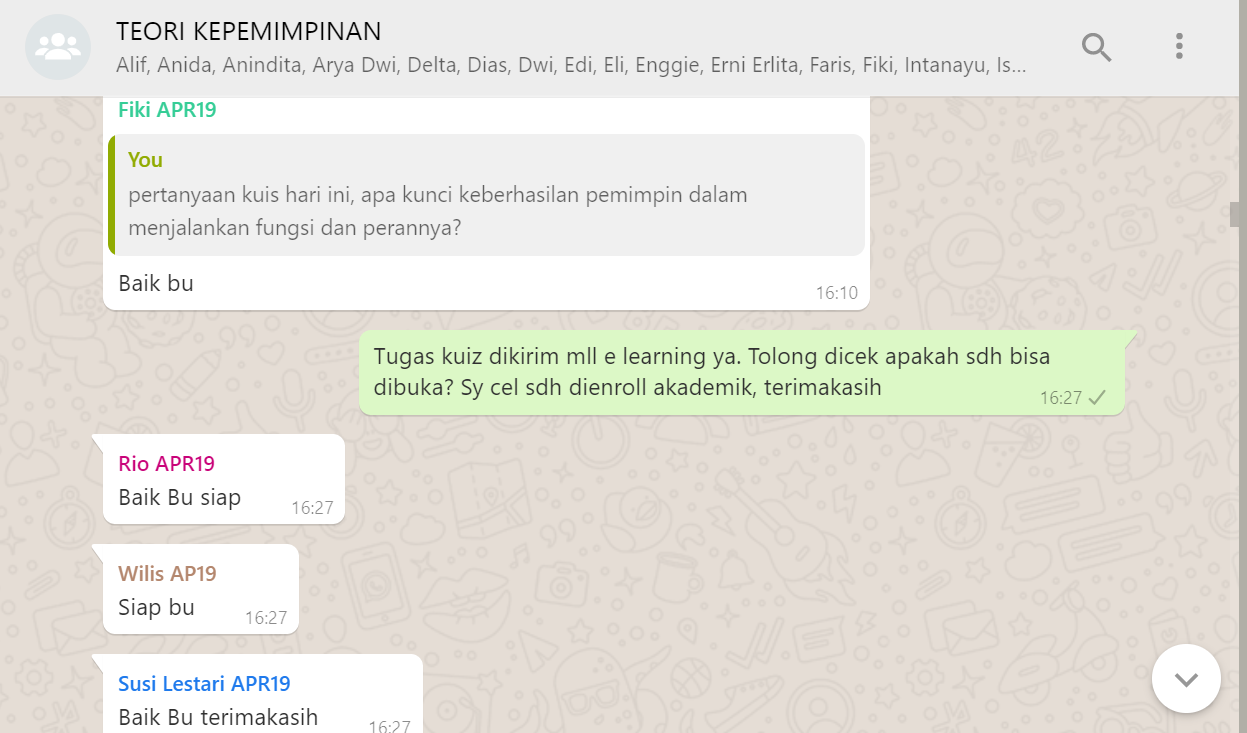 TEORI KEPEMIMPINAN
Alif, Anida, Anindita, Arya Dwi, Delta, Dias, Dwi, Edi, Eli, Enggie, Erni Erlita, Faris, Fiki, Intanayu, Is...
Fiki APR19
You
pertanyaan kuis hari ini, apa kunci keberhasilan pemimpin dalam
menjalankan fungsi dan perannya?
Baik bu
16:10
Tugas kuiz dikirim mll e learning ya. Tolong dicek apakah sdh bisa
dibuka? Sy cel sdh dienroll akademik, terimakasih
16:27
Rio APR19
Baik Bu siap
16:27
Wilis AP19
Siap bu
16:27
Susi Lestari APR19
Baik Bu terimakasih
16:27